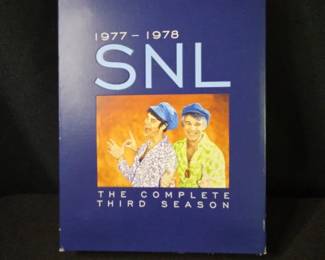 1977 – 1978
SNL
THE COMPLETE
THIRD SEASON